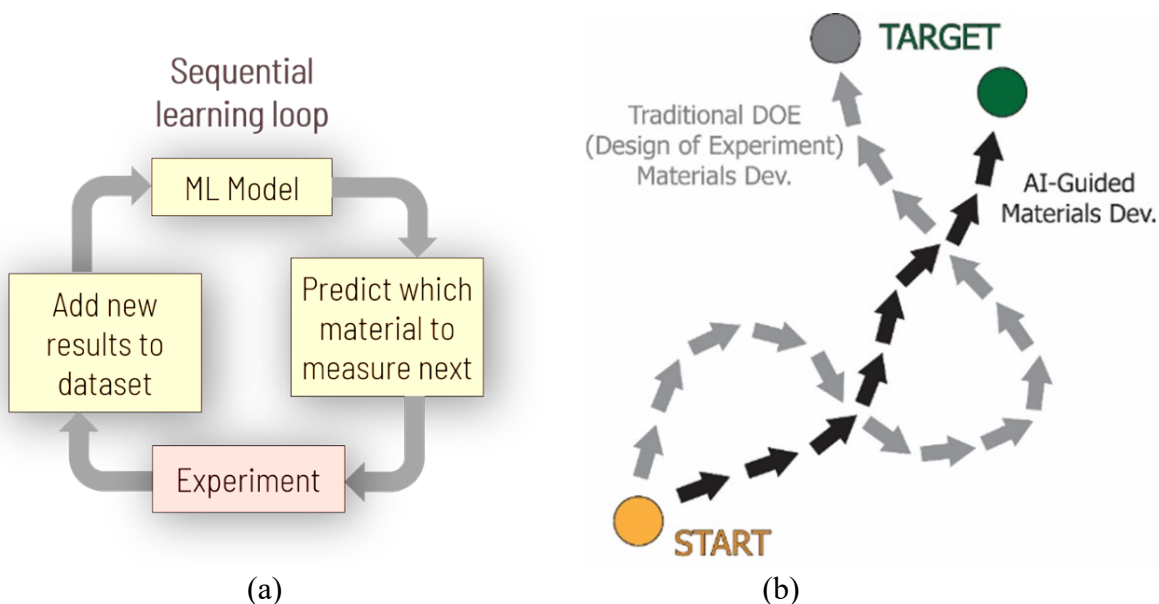 Sequential
learning loop
ML Model
Predict which
material to
measure next
Experiment
Add new
results to
dataset
(a)
TARGET
Traditional DOE
(Design of Experiment)
Materials Dev.
AI-Guided
Materials Dev.
START
(b)